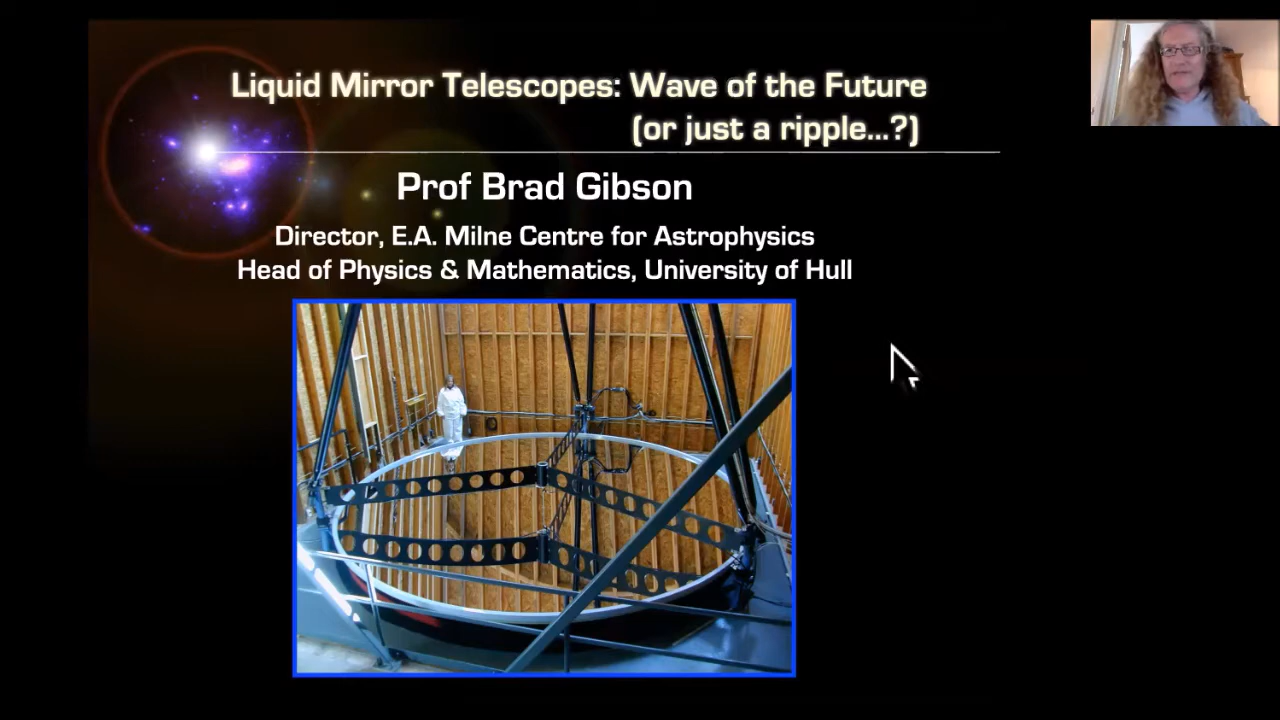 Liquid Mirror Telescopes: Wave of the Future
(or just a ripple...?)
Prof Brad Gibson
Director, E.A. Milne Centre for Astrophysics
Head of Physics & Mathematics, University of Hull